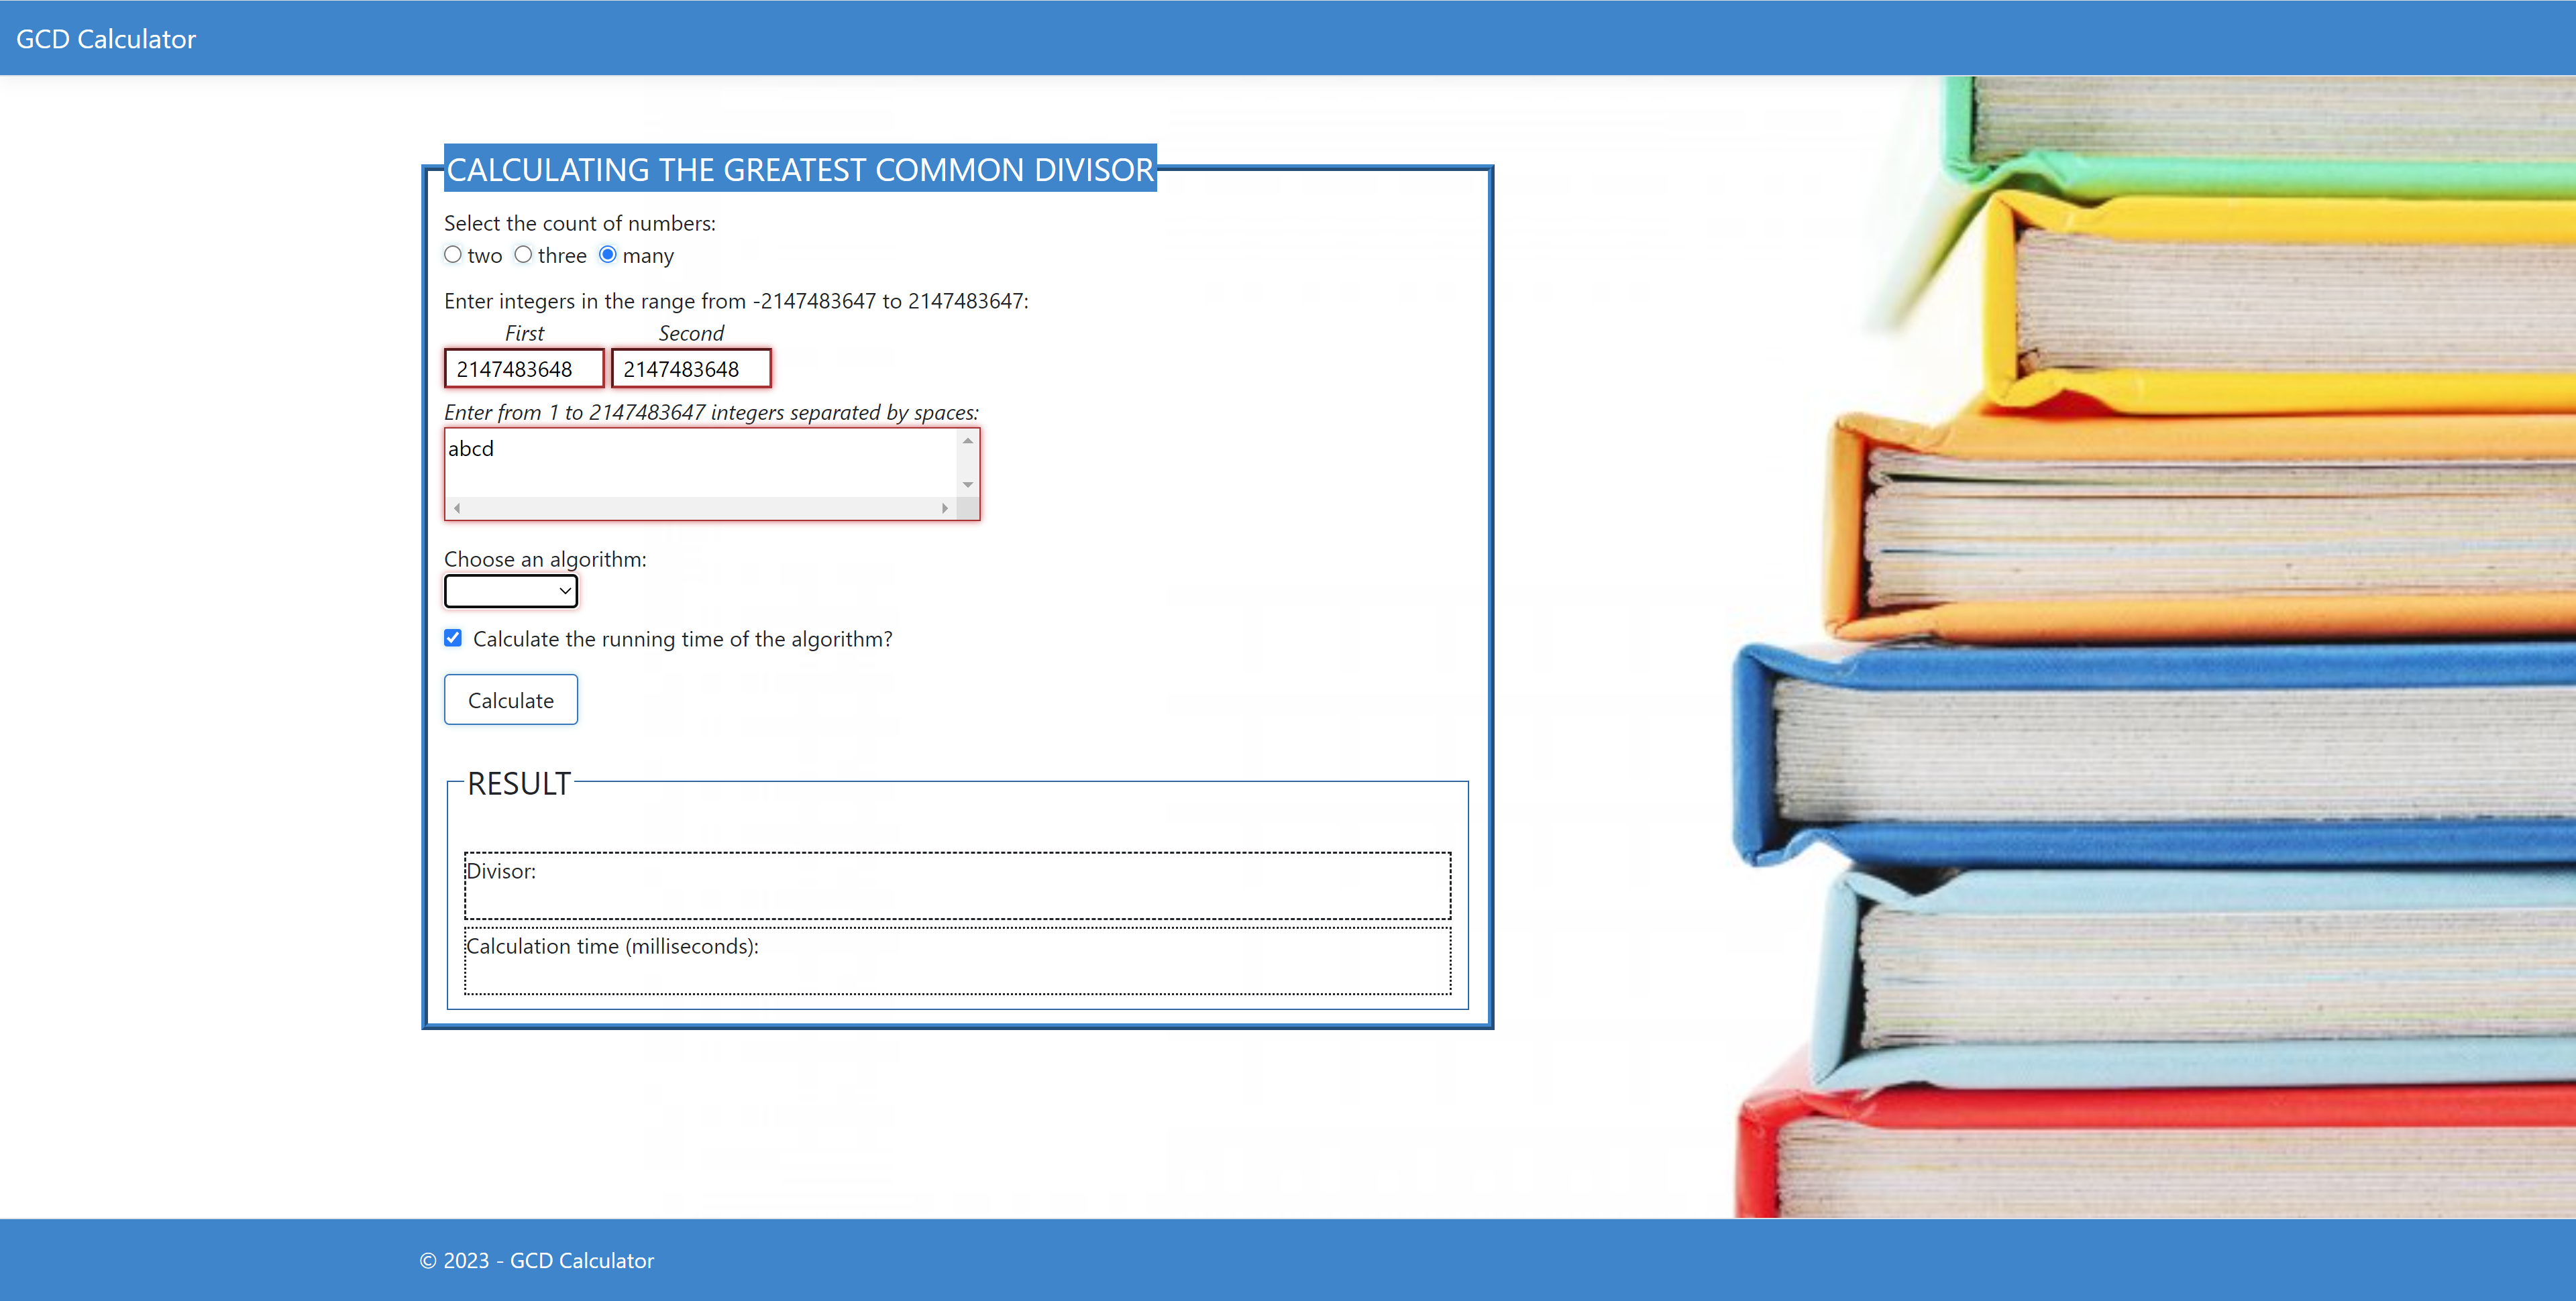 GCD Calculator
CALCULATING THE GREATEST COMMON DIVISOR
Select the count of numbers:
two three many
Enter integers in the range from -2147483647 to 2147483647:
First Second
2147483648 2147483648
Enter from 1 to 2147483647 integers separated by spaces:
abcd
Choose an algorithm:
Calculate the running time of the algorithm?
Calculate
RESULT
Divisor:
Calculation time (milliseconds):
© 2023 - GCD Calculator